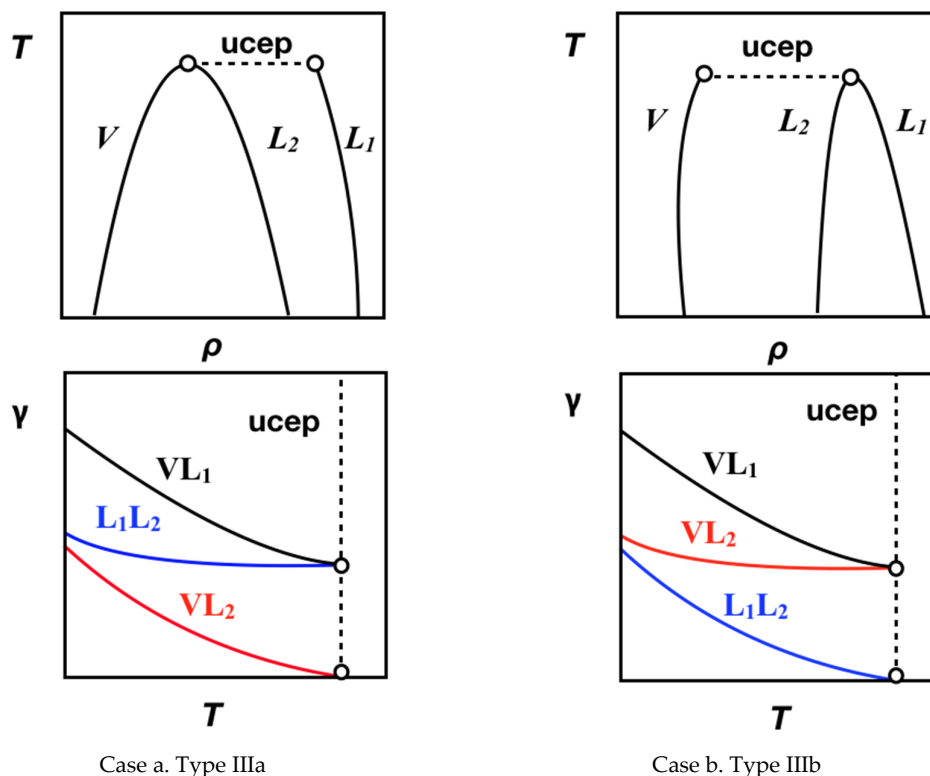 T
ucep
V
L₂
L₁
ρ
γ
ucep
VL₁
L₁L₂
VL₂
T
Case a. Type IIIa
T
ucep
V
L₂
L₁
ρ
γ
ucep
VL₁
VL₂
L₁L₂
T
Case b. Type IIIb